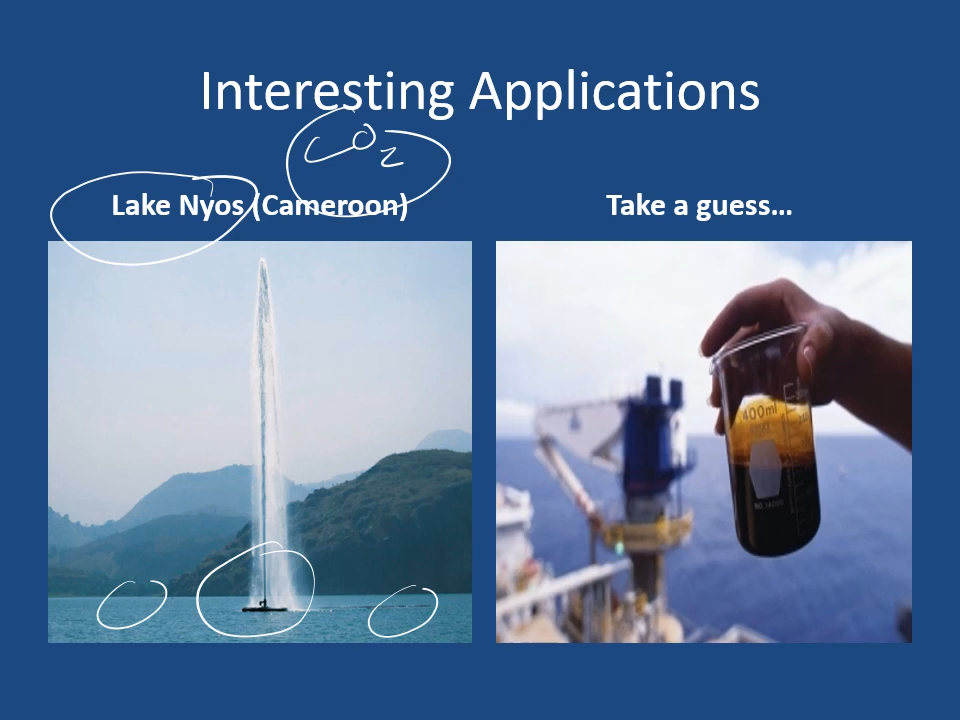 Interesting Applications
CO2
Lake Nyos (Cameroon)
Take a guess...
400ml